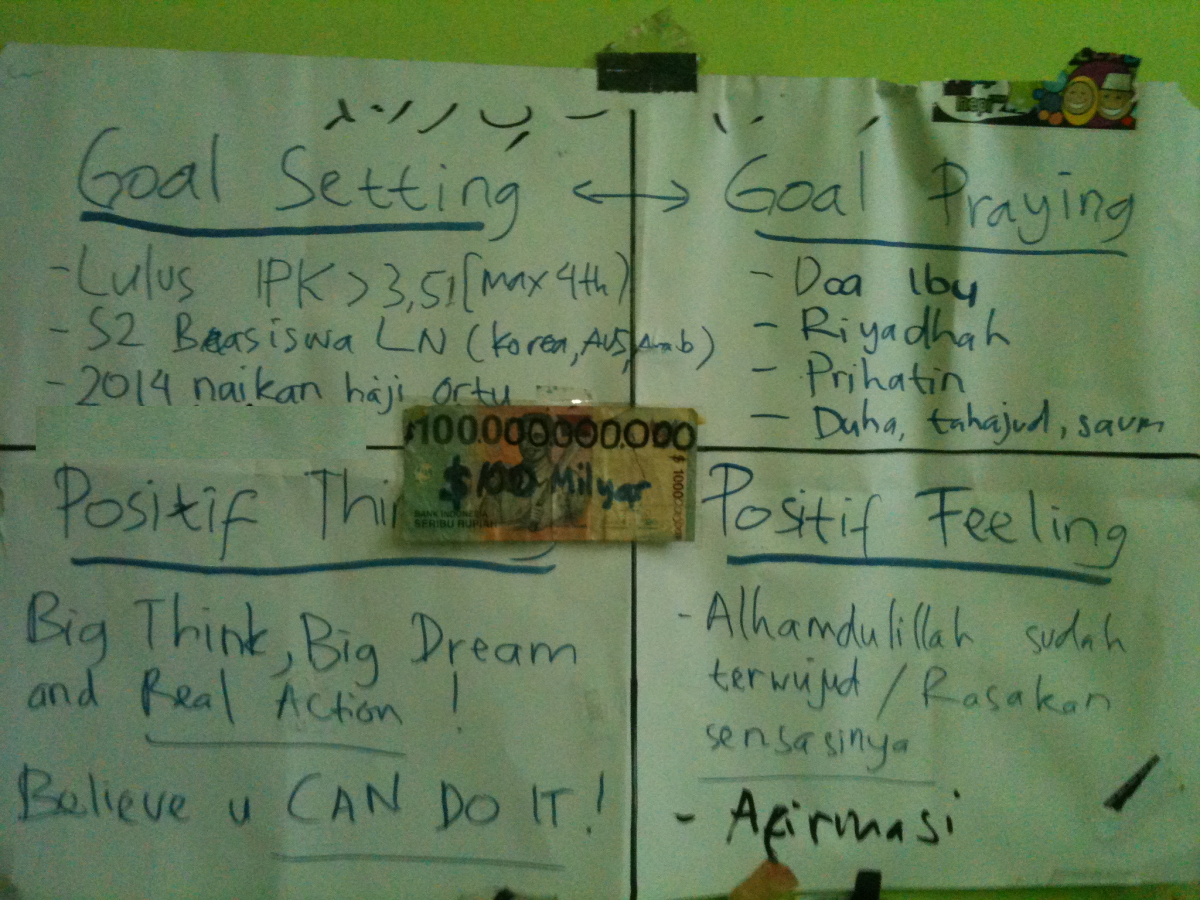 Goal Setting ↔ Goal Praying
- Lulus IPK > 3,51 (max 4th)
- S2 Beasiswa LN (Korea, AUS, Arab)
- 2014 naikan haji ortu
- Doa Ibu
- Riyadhah
- Prihatin
- Duha, tahajud, saum
$100.000.000.000
$100 Milyar
BANK INDONESIA
SERIBU RUPIAH
Positif Thi
Big Think, Big Dream
and Real Action !
Believe u CAN DO IT !
Positif Feeling
- Alhamdulillah sudah
terwujud / Rasakan
sensasinya
- Afirmasi